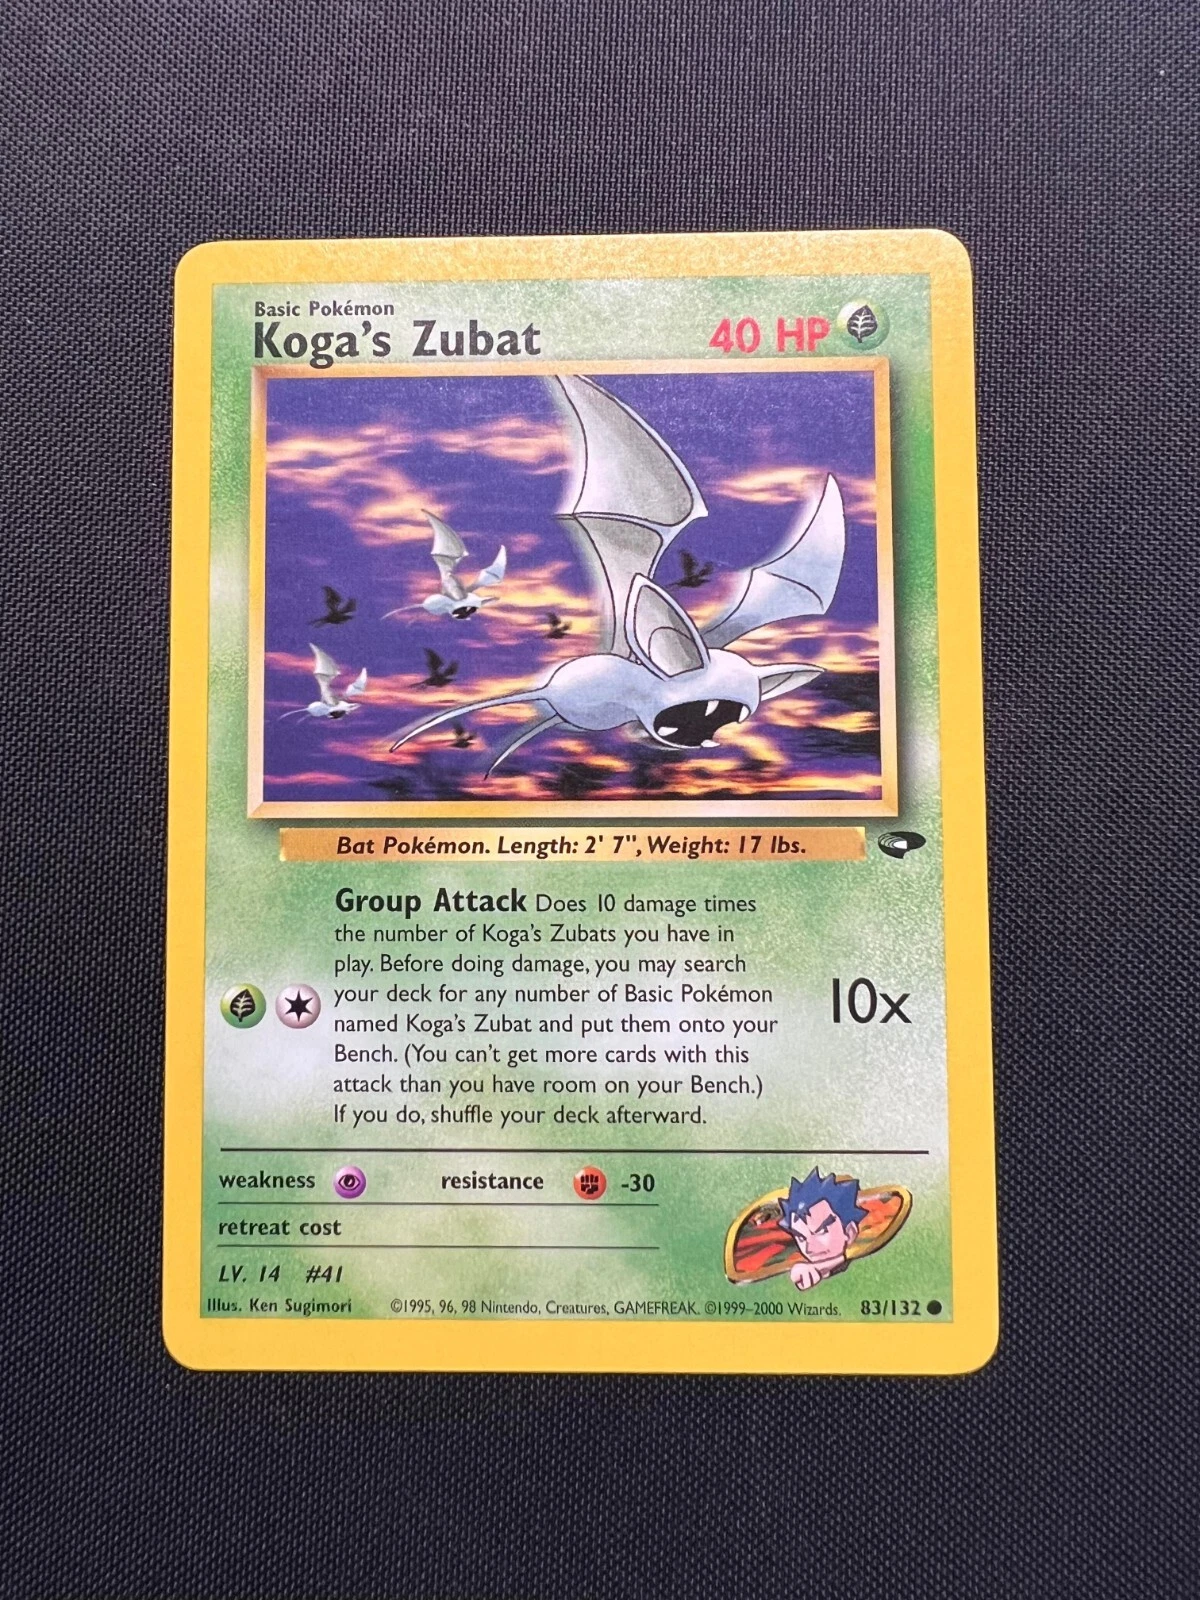 Basic Pokémon
Koga's Zubat 40 HP
Bat Pokémon. Length: 2' 7", Weight: 17 lbs.
Group Attack Does 10 damage times
the number of Koga's Zubats you have in
play. Before doing damage, you may search
your deck for any number of Basic Pokémon
named Koga's Zubat and put them onto your
Bench. (You can't get more cards with this
attack than you have room on your Bench.)
If you do, shuffle your deck afterward.
10x
weakness resistance -30
retreat cost
LV. 14 #41
Illus. Ken Sugimori ©1995, 96, 98 Nintendo, Creatures, GAMEFREAK. ©1999–2000 Wizards. 83/132